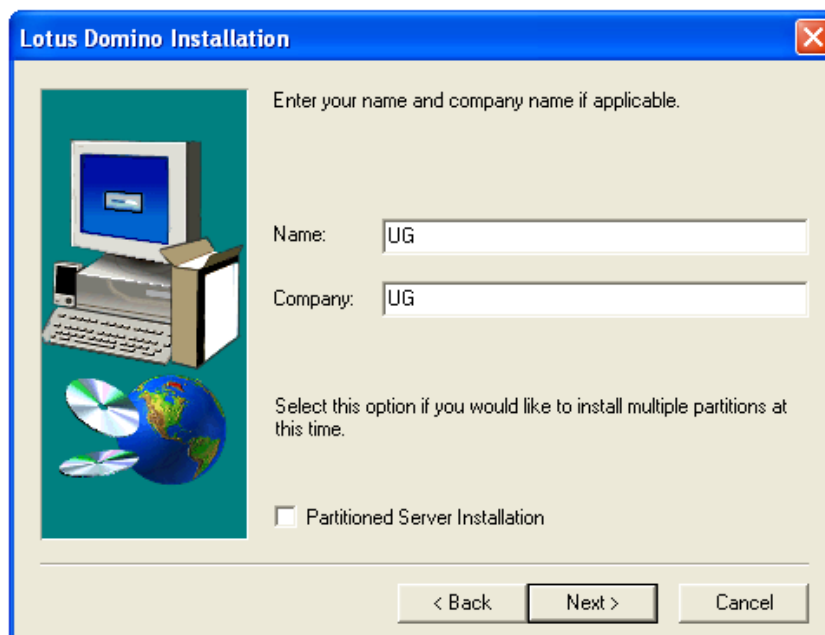 Lotus Domino Installation
Enter your name and company name if applicable.
Name: UG
Company: UG
Select this option if you would like to install multiple partitions at
this time.
Partitioned Server Installation
< Back Next > Cancel